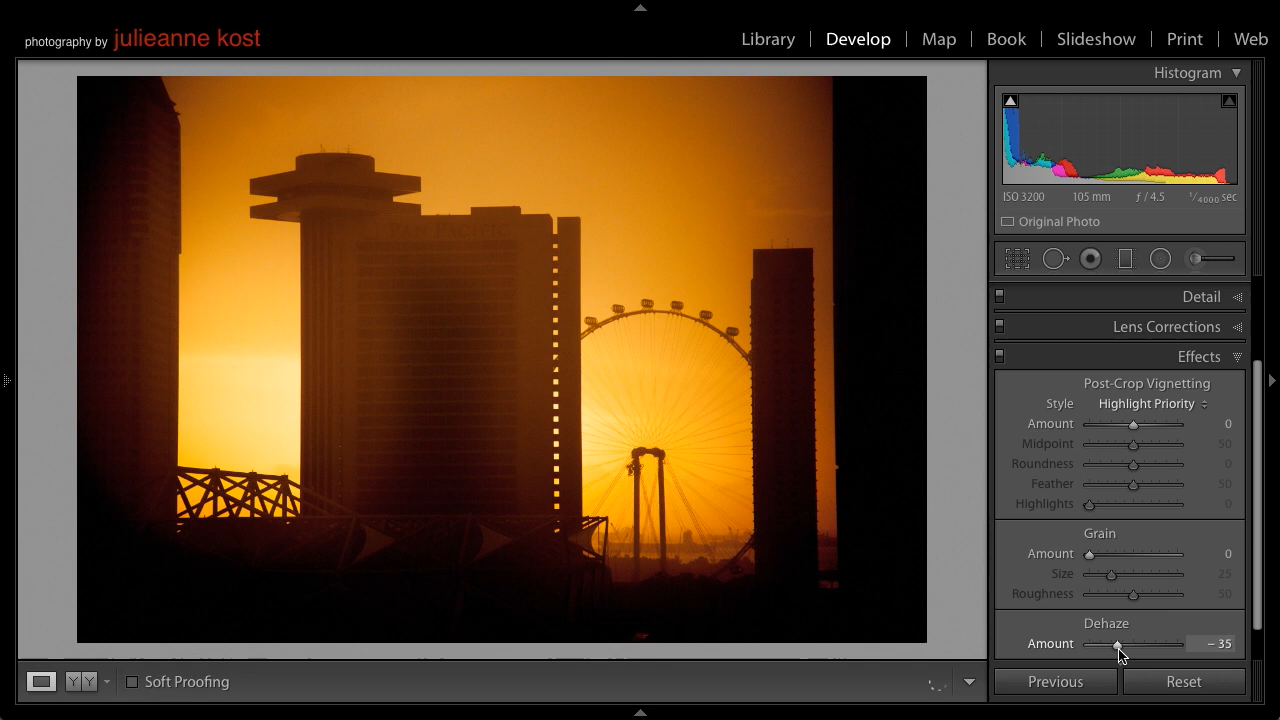 photography by julieanne kost
Library | Develop | Map | Book | Slideshow | Print | Web
Histogram
ISO 3200 105 mm ƒ / 4.5 1/4000 sec
Original Photo
Detail
Lens Corrections
Effects
Post-Crop Vignetting
Style Highlight Priority
Amount 0
Midpoint 50
Roundness 0
Feather 50
Highlights 0
Grain
Amount 0
Size 25
Roughness 50
Dehaze
Amount – 35
Previous Reset
Y Y Soft Proofing